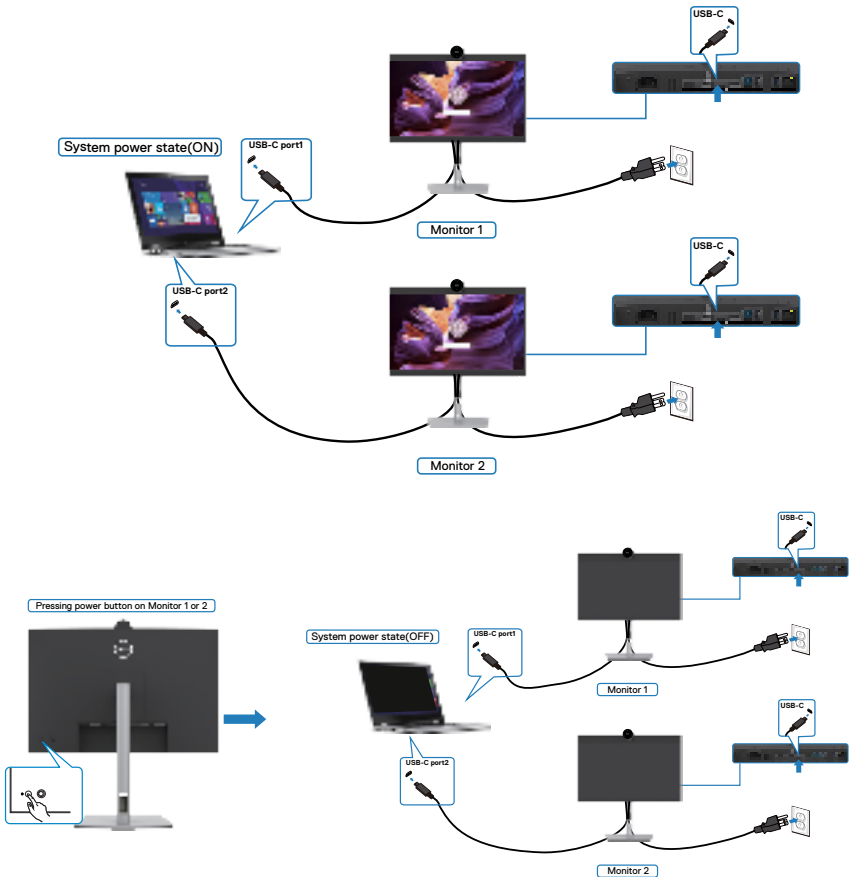 USB-C
System power state(ON)
USB-C port1
Monitor 1
USB-C
USB-C port2
Monitor 2
USB-C
Pressing power button on Monitor 1 or 2
System power state(OFF)
USB-C port1
Monitor 1
USB-C
USB-C port2
Monitor 2